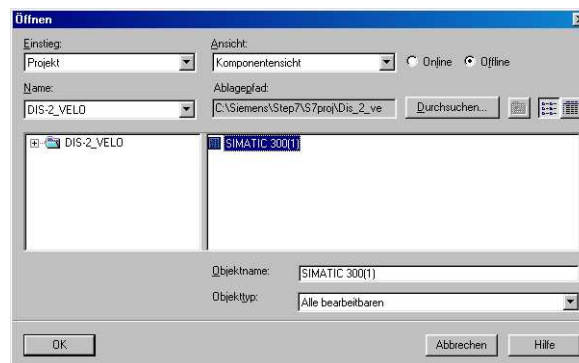 Öffnen
Einstieg:
Projekt
Ansicht:
Komponentensicht
Online
Offline
Name:
DIS-2_VELO
Ablagepfad:
C:\Siemens\Step7\S7proj\Dis_2_ve
Durchsuchen...
DIS-2_VELO
SIMATIC 300(1)
Objektname:
SIMATIC 300(1)
Objekttyp:
Alle bearbeitbaren
OK
Abbrechen
Hilfe